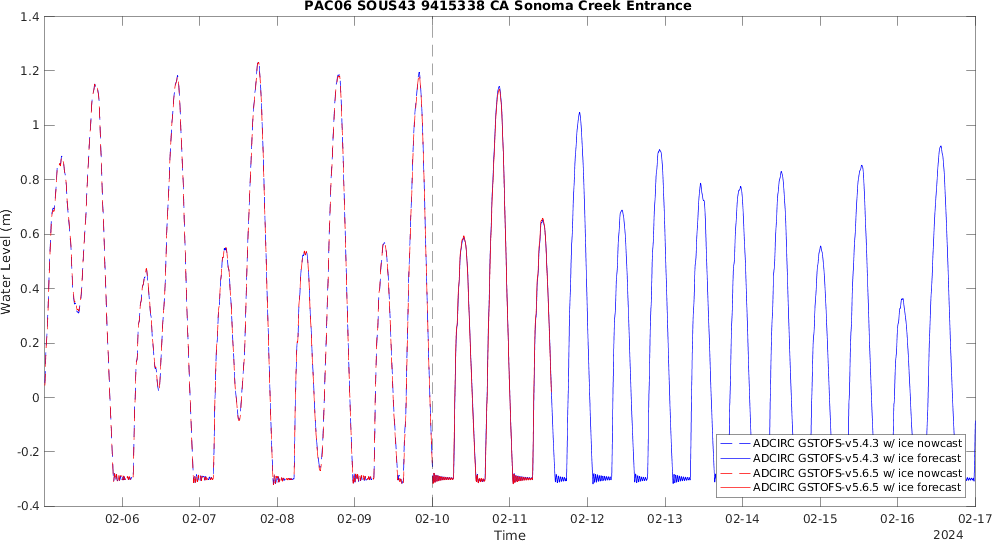 PAC06 SOUS43 9415338 CA Sonoma Creek Entrance
1.4
1.2
1
0.8
0.6
0.4
0.2
0
-0.2
-0.4
Water Level (m)
ADCIRC GSTOFS-v5.4.3 w/ ice nowcast
ADCIRC GSTOFS-v5.4.3 w/ ice forecast
ADCIRC GSTOFS-v5.6.5 w/ ice nowcast
ADCIRC GSTOFS-v5.6.5 w/ ice forecast
02-06 02-07 02-08 02-09 02-10 02-11 02-12 02-13 02-14 02-15 02-16 02-17
Time
2024